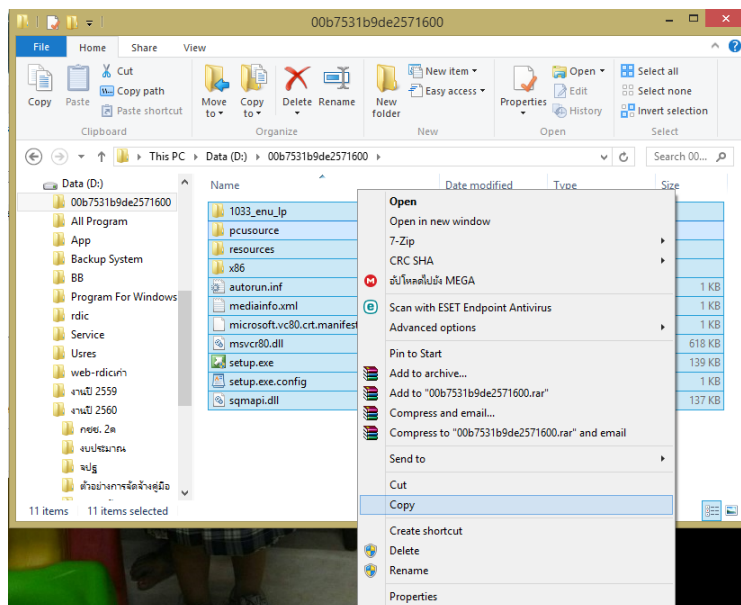 00b7531b9de2571600
File Home Share View
Copy Paste Cut Copy path Paste shortcut Clipboard
Move to Copy to Delete Rename Organize
New folder New item Easy access New
Properties Open Edit History Open
Select all Select none Invert selection Select
This PC Data (D:) 00b7531b9de2571600 Search 00...
Data (D:)
00b7531b9de2571600
All Program
App
Backup System
BB
Program For Windows
rdic
Service
Usres
web-rdicเก่า
งานปี 2559
งานปี 2560
กยช. 2ค
งบประมาณ
จปฐ
ตัวอย่างการจัดจ้างคู่มือ
Name Date modified Type Size
1033_enu_lp
pcusource
resources
x86
autorun.inf 1 KB
mediainfo.xml 1 KB
microsoft.vc80.crt.manifest 1 KB
msvcr80.dll 618 KB
setup.exe 139 KB
setup.exe.config 1 KB
sqmapi.dll 137 KB
Open
Open in new window
7-Zip
CRC SHA
อัปโหลดไปยัง MEGA
Scan with ESET Endpoint Antivirus
Advanced options
Pin to Start
Add to archive...
Add to "00b7531b9de2571600.rar"
Compress and email...
Compress to "00b7531b9de2571600.rar" and email
Send to
Cut
Copy
Create shortcut
Delete
Rename
Properties
11 items 11 items selected